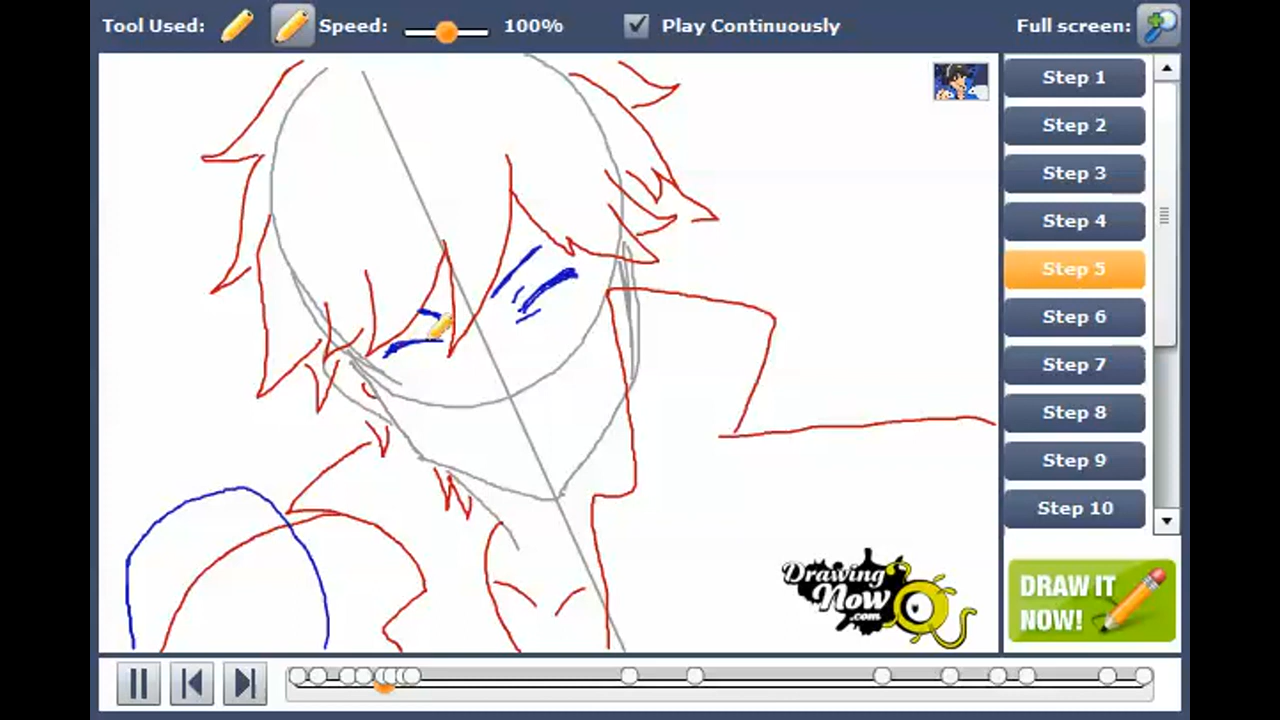 Tool Used:
Speed:
100%
Play Continuously
Full screen:
Step 1
Step 2
Step 3
Step 4
Step 5
Step 6
Step 7
Step 8
Step 9
Step 10
Drawing
Now
.com
DRAW IT
NOW!